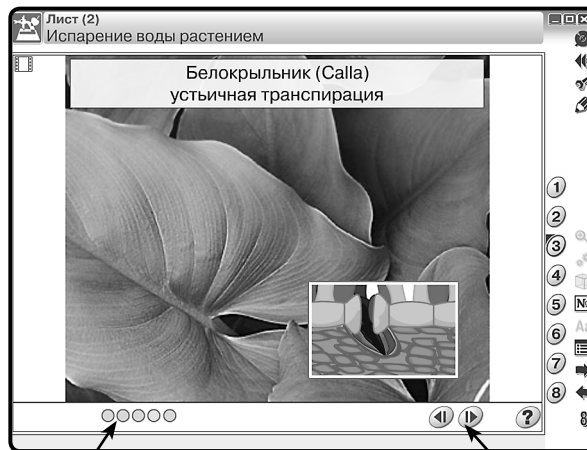 Лист (2)
Испарение воды растением
Белокрыльник (Calla)
устьичная транспирация
1
2
3
4
5
6
7
8
?